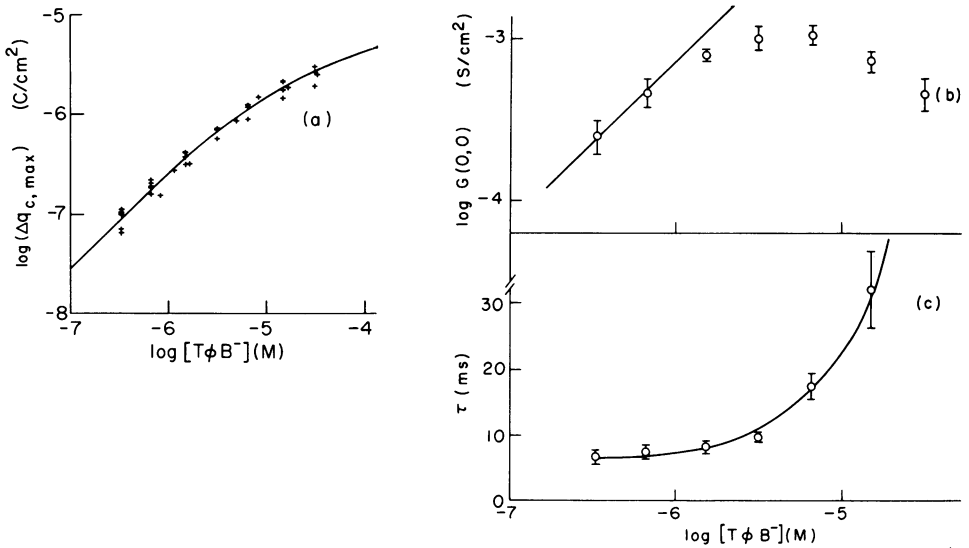 -5
-6
-7
-8
log (Δq c, max) (C/cm²)
(a)
-7
-6
-5
-4
log [TϕB⁻] (M)
-3
-4
log G(0,0) (S/cm²)
(b)
30
20
10
0
τ (ms)
(c)
-7
-6
-5
log [TϕB⁻] (M)